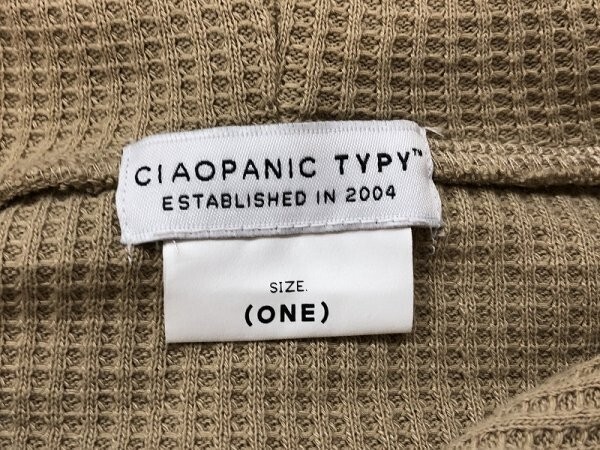 CIAOPANIC TYPY™
ESTABLISHED IN 2004
SIZE.
(ONE)